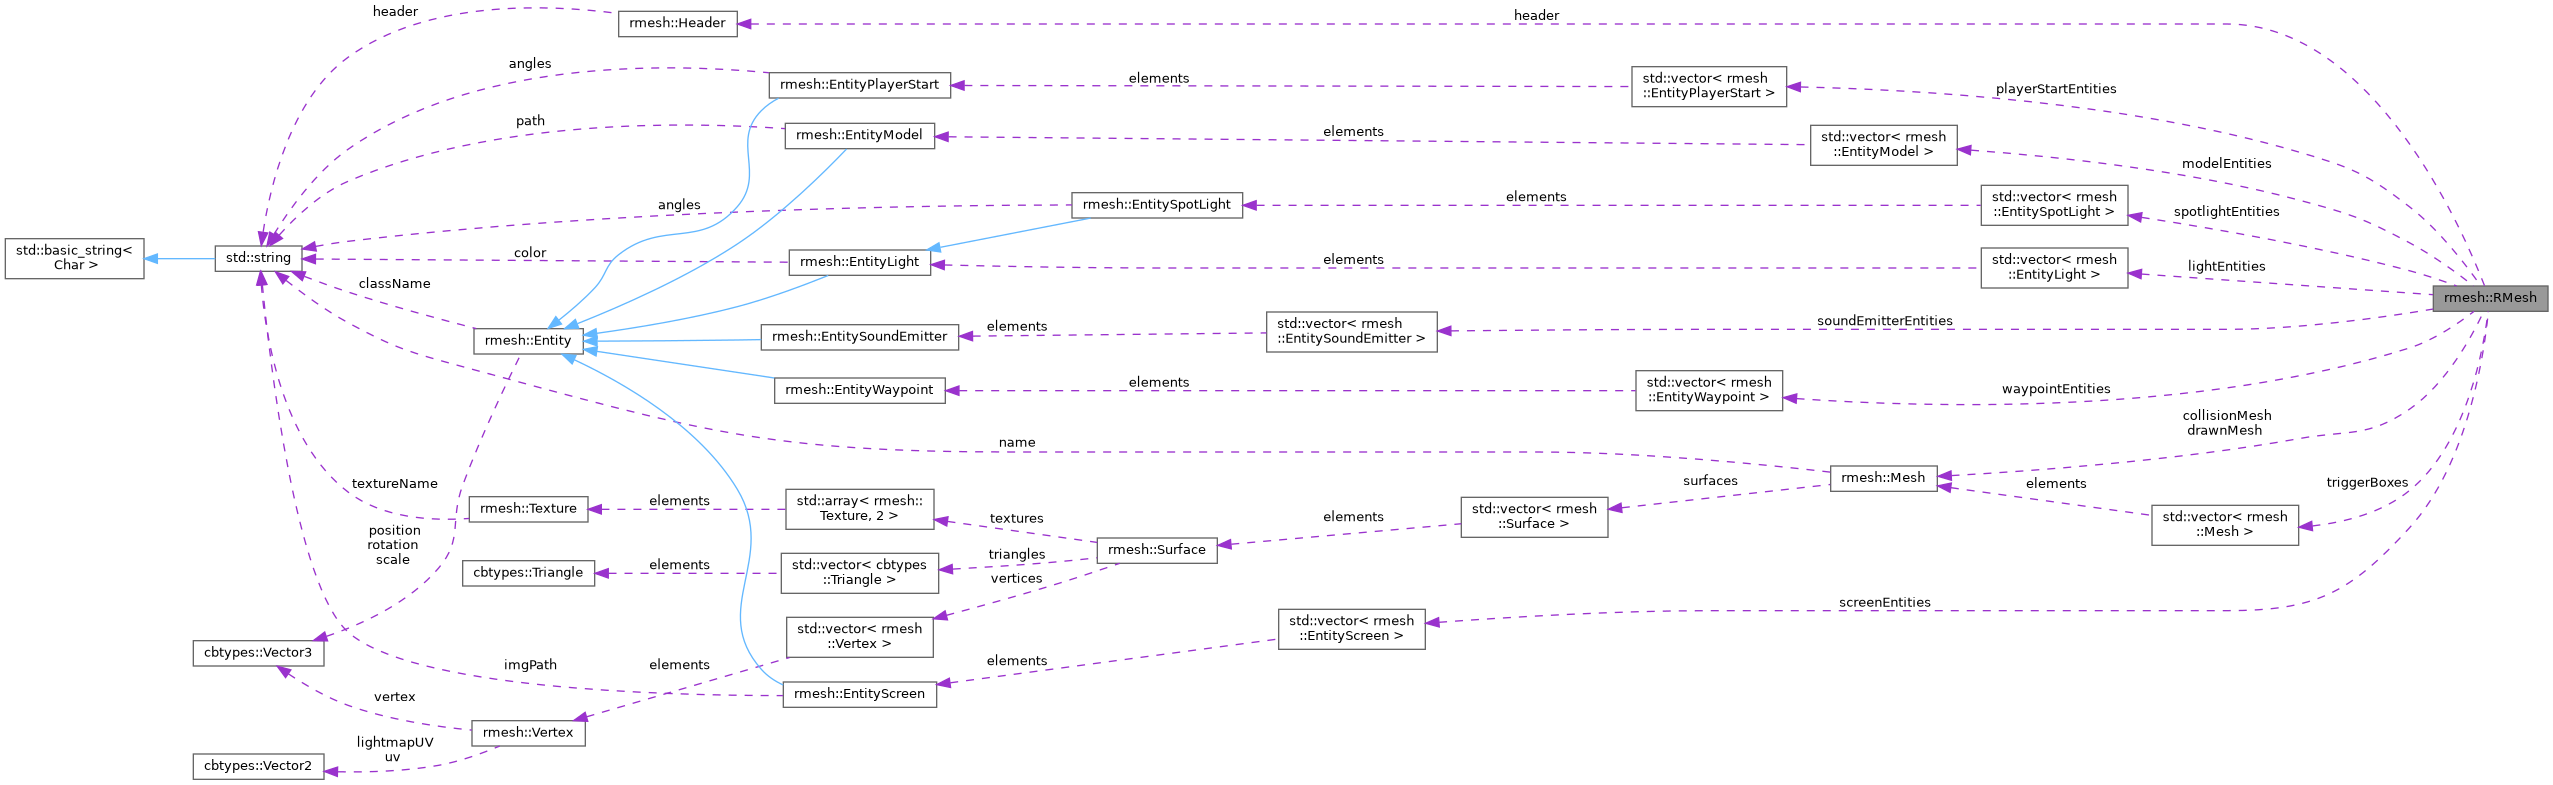 header
rmesh::Header
header
angles
rmesh::EntityPlayerStart
elements
std::vector< rmesh
::EntityPlayerStart >
playerStartEntities
path
rmesh::EntityModel
elements
std::vector< rmesh
::EntityModel >
modelEntities
angles
rmesh::EntitySpotLight
elements
std::vector< rmesh
::EntitySpotLight >
spotlightEntities
std::basic_string<
Char >
std::string
color
rmesh::EntityLight
elements
std::vector< rmesh
::EntityLight >
lightEntities
rmesh::RMesh
className
rmesh::Entity
rmesh::EntitySoundEmitter
elements
std::vector< rmesh
::EntitySoundEmitter >
soundEmitterEntities
rmesh::EntityWaypoint
elements
std::vector< rmesh
::EntityWaypoint >
waypointEntities
name
collisionMesh
drawnMesh
rmesh::Mesh
surfaces
elements
triggerBoxes
std::vector< rmesh
::Mesh >
textureName
rmesh::Texture
elements
std::array< rmesh::
Texture, 2 >
textures
rmesh::Surface
elements
std::vector< rmesh
::Surface >
position
rotation
scale
cbtypes::Triangle
elements
std::vector< cbtypes
::Triangle >
triangles
vertices
std::vector< rmesh
::Vertex >
elements
cbtypes::Vector3
imgPath
rmesh::EntityScreen
elements
std::vector< rmesh
::EntityScreen >
screenEntities
vertex
rmesh::Vertex
lightmapUV
uv
cbtypes::Vector2